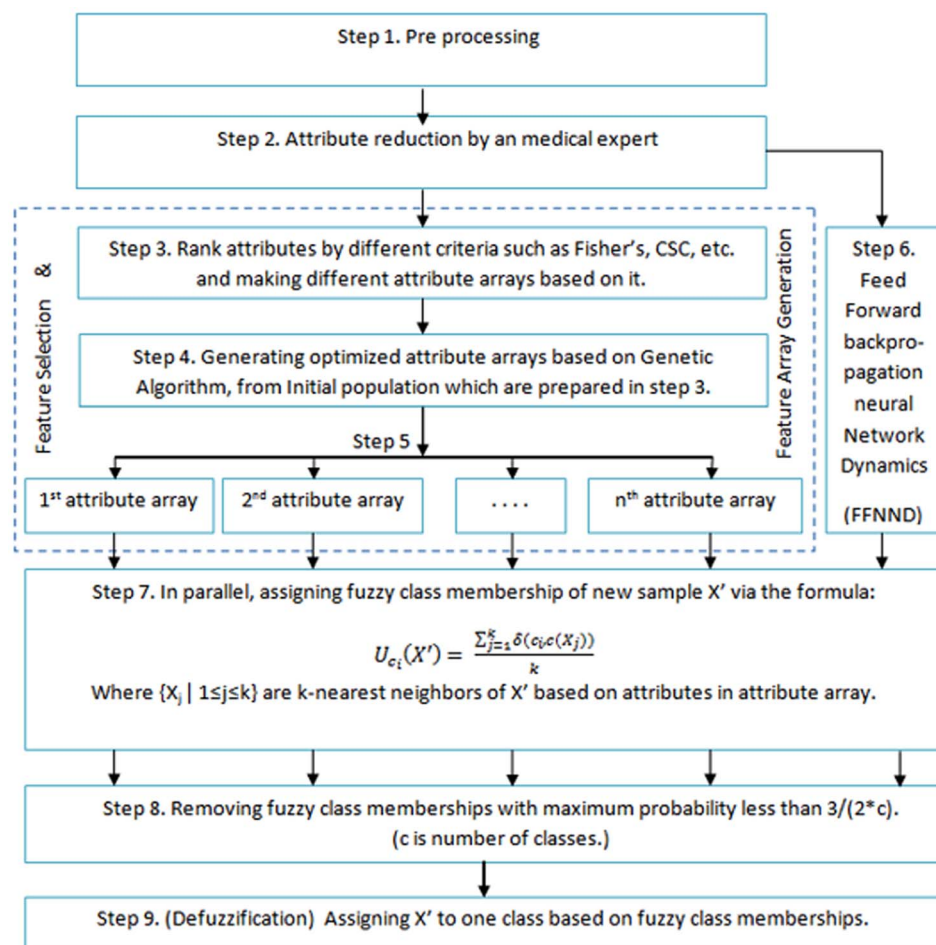 Step 1. Pre processing
Step 2. Attribute reduction by an medical expert
Feature Selection &
Step 3. Rank attributes by different criteria such as Fisher's, CSC, etc.
and making different attribute arrays based on it.
Step 4. Generating optimized attribute arrays based on Genetic
Algorithm, from Initial population which are prepared in step 3.
Step 5
1st attribute array
2nd attribute array
. . . .
nth attribute array
Feature Array Generation
Step 6.
Feed
Forward
backpro-
pagation
neural
Network
Dynamics
(FFNND)
Step 7. In parallel, assigning fuzzy class membership of new sample X’ via the formula:
U_{c_i}(X′) = Σ_{j=1}^{k} δ(c_i,c(X_j)) / k
Where {Xj | 1≤j≤k} are k-nearest neighbors of X’ based on attributes in attribute array.
Step 8. Removing fuzzy class memberships with maximum probability less than 3/(2*c).
(c is number of classes.)
Step 9. (Defuzzification) Assigning X’ to one class based on fuzzy class memberships.